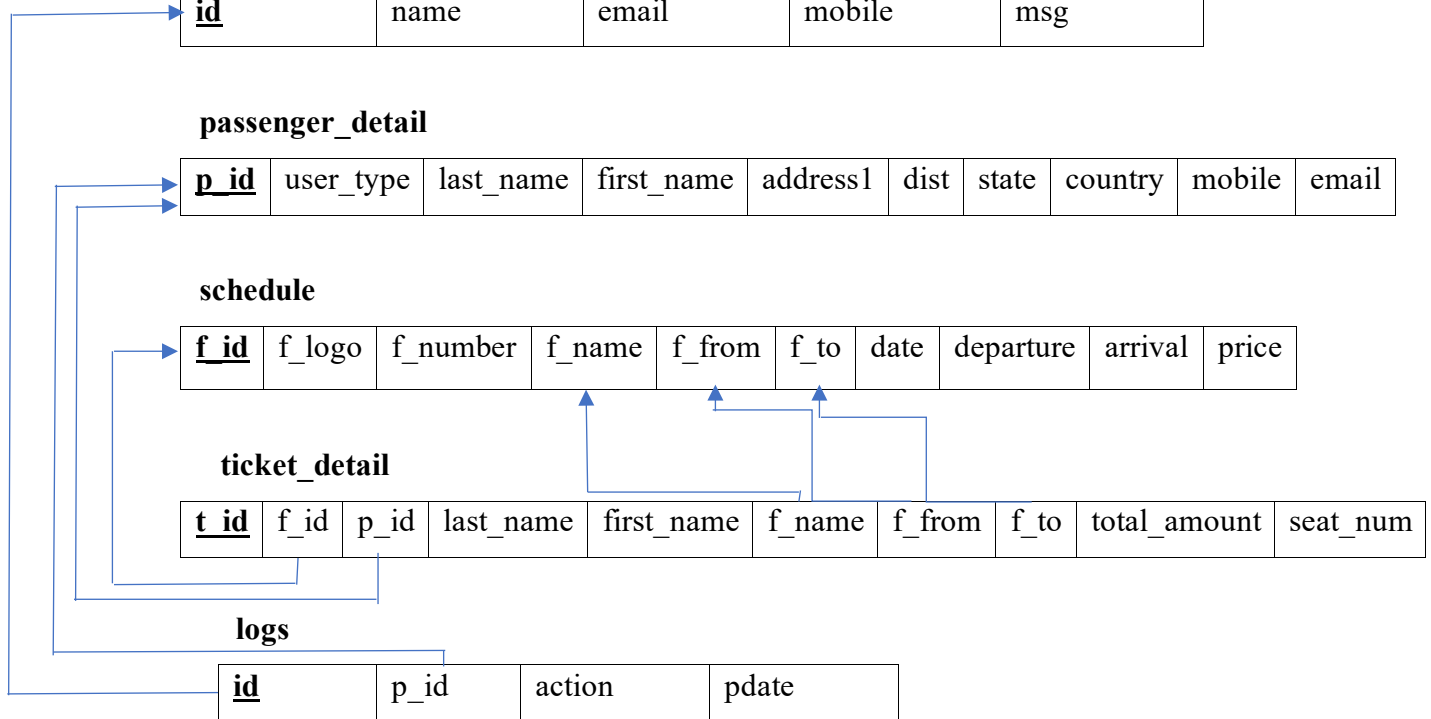 id name email mobile msg
passenger_detail
p_id user_type last_name first_name address1 dist state country mobile email
schedule
f_id f_logo f_number f_name f_from f_to date departure arrival price
ticket_detail
t_id f_id p_id last_name first_name f_name f_from f_to total_amount seat_num
logs
id p_id action pdate